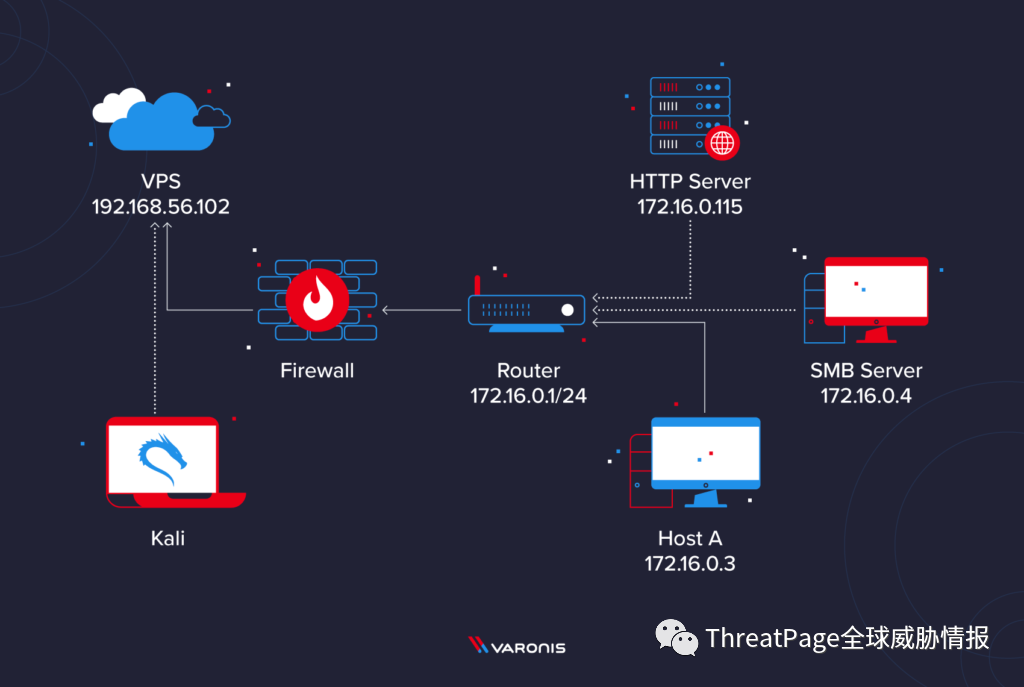 VPS
192.168.56.102
HTTP Server
172.16.0.115
Firewall
Router
172.16.0.1/24
SMB Server
172.16.0.4
Kali
Host A
172.16.0.3
VARONIS
ThreatPage全球威胁情报